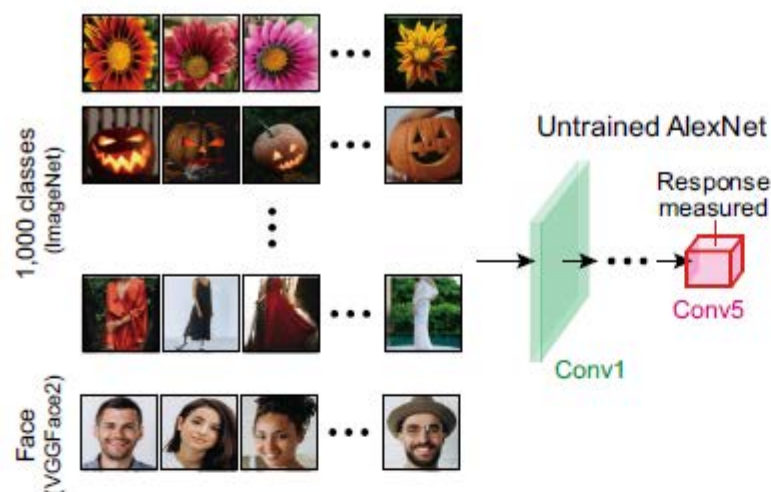 1,000 classes
(ImageNet)
Face
(VGGFace2)
Untrained AlexNet
Response
measured
Conv5
Conv1